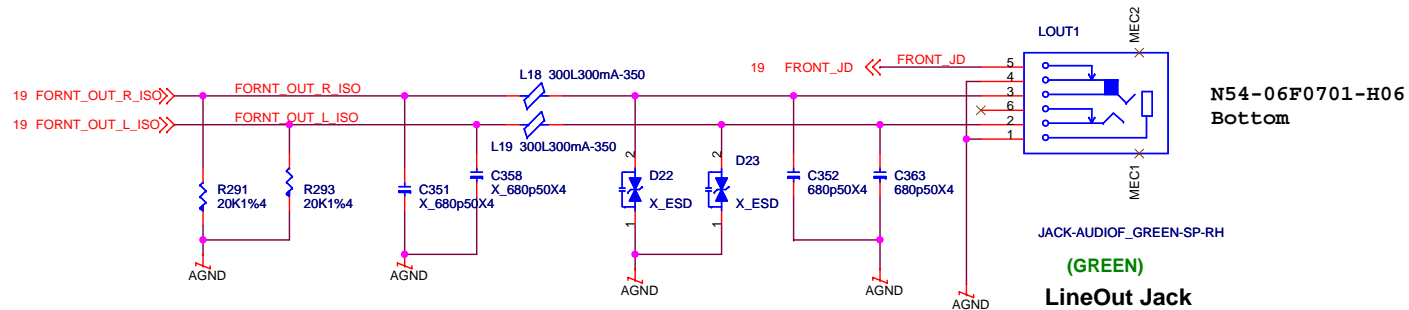 MEC2
LOUT1
19 FRONT_JD FRONT_JD
5
4
3
6
2
1
L18 300L300mA-350
19 FORNT_OUT_R_ISO FORNT_OUT_R_ISO
19 FORNT_OUT_L_ISO FORNT_OUT_L_ISO
L19 300L300mA-350
N54-06F0701-H06
Bottom
MEC1
R291
20K1%4
R293
20K1%4
C351
X_680p50X4
C358
X_680p50X4
2
D22
X_ESD
1
2
D23
X_ESD
1
C352
680p50X4
C363
680p50X4
AGND
AGND
AGND
AGND
AGND
JACK-AUDIOF_GREEN-SP-RH
(GREEN)
LineOut Jack